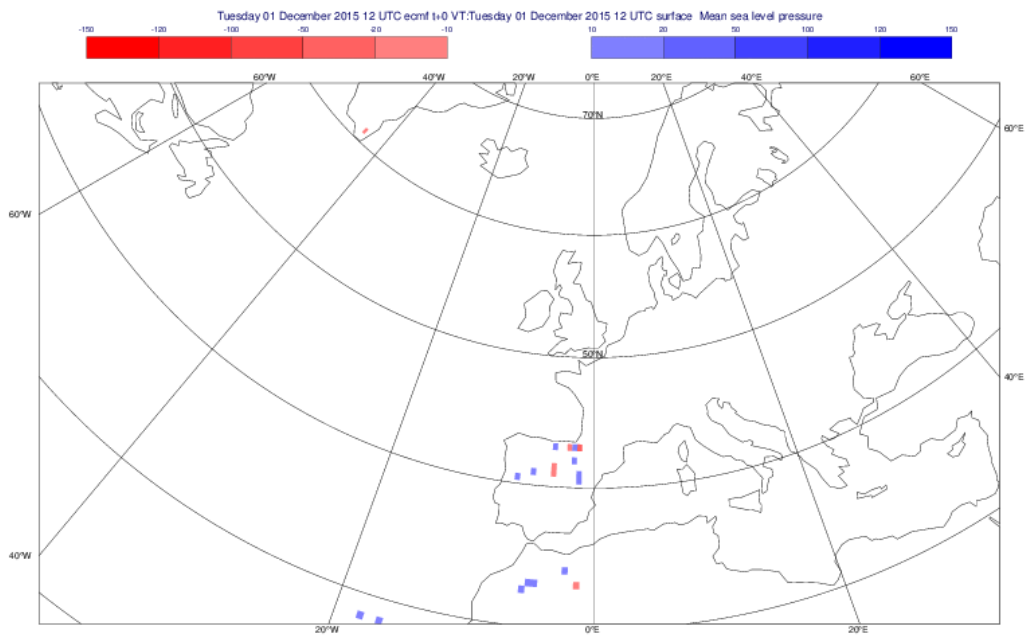 Tuesday 01 December 2015 12 UTC ecmf t+0 VT:Tuesday 01 December 2015 12 UTC surface Mean sea level pressure
-150 -120 -100 -50 -20 -10 10 20 50 100 120 150
60°W 40°W 20°W 0°E 20°E 40°E 60°E
70°N
60°E
60°W
50°N
40°E
40°W
20°W 0°E 20°E